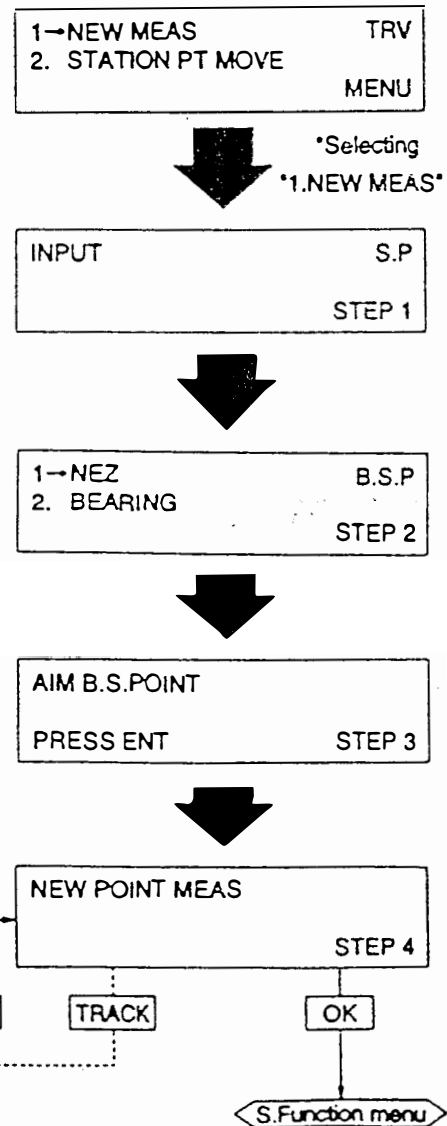 1→NEW MEAS TRV
2. STATION PT MOVE
MENU
"Selecting
"1.NEW MEAS"
INPUT S.P
STEP 1
1→NEZ B.S.P
2. BEARING
STEP 2
AIM B.S.POINT
PRESS ENT STEP 3
NEW POINT MEAS
STEP 4
TRACK OK
S.Function menu